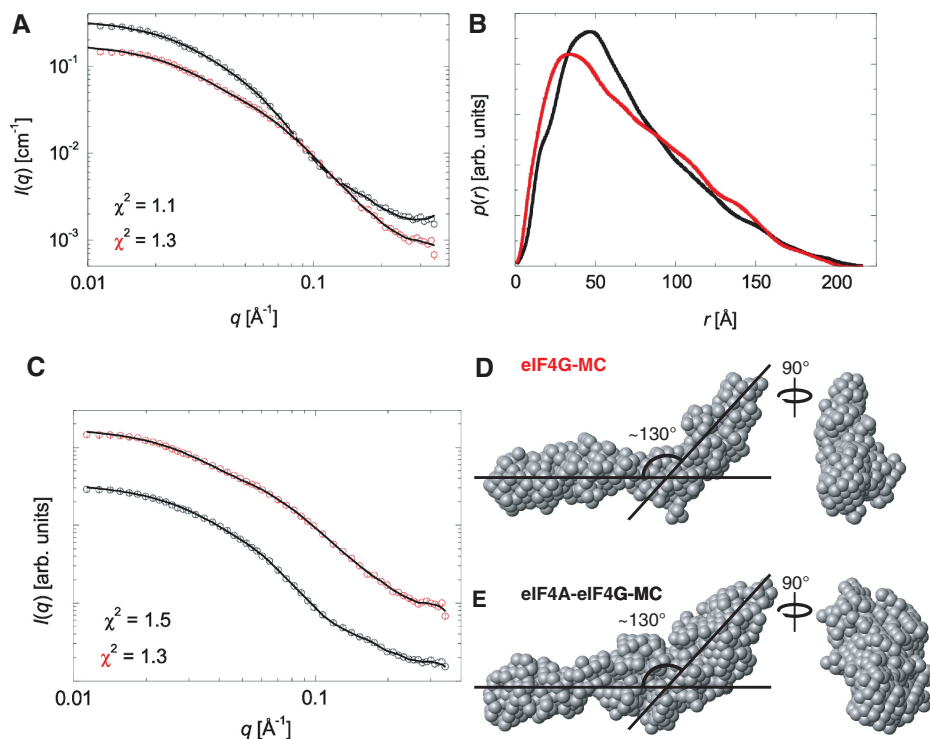 A
I(q) [cm⁻¹]
10⁻¹
10⁻²
10⁻³
χ² = 1.1
χ² = 1.3
0.01
0.1
q [Å⁻¹]
B
p(r) [arb. units]
0
50
100
150
200
r [Å]
C
I(q) [arb. units]
χ² = 1.5
χ² = 1.3
0.01
0.1
q [Å⁻¹]
D
eIF4G-MC
90°
~130°
E
eIF4A-eIF4G-MC
90°
~130°